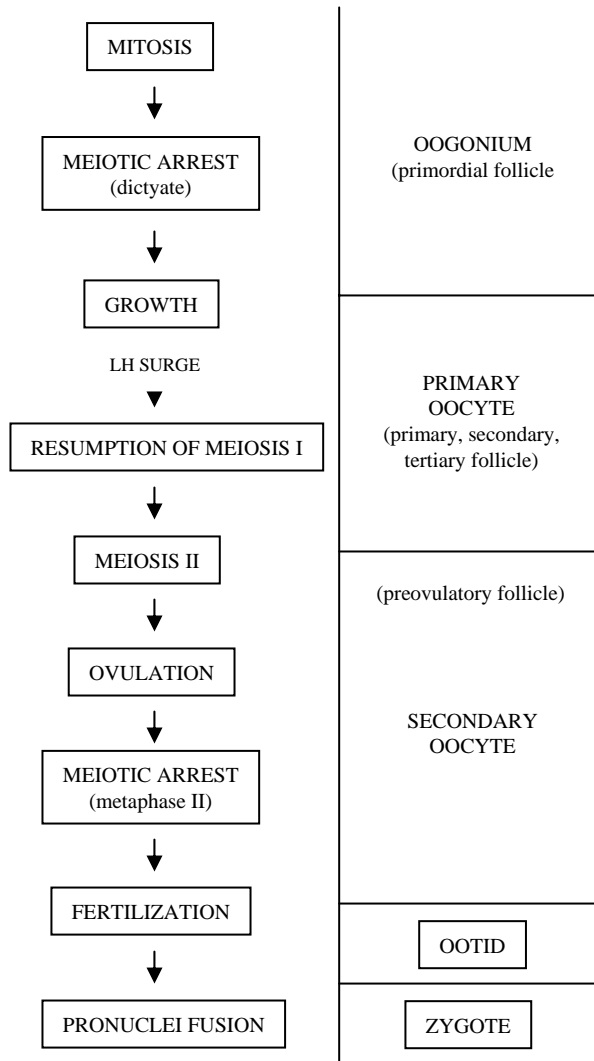 MITOSIS
MEIOTIC ARREST
(dictyate)
GROWTH
LH SURGE
RESUMPTION OF MEIOSIS I
MEIOSIS II
OVULATION
MEIOTIC ARREST
(metaphase II)
FERTILIZATION
PRONUCLEI FUSION
OOGONIUM
(primordial follicle
PRIMARY
OOCYTE
(primary, secondary,
tertiary follicle)
(preovulatory follicle)
SECONDARY
OOCYTE
OOTID
ZYGOTE